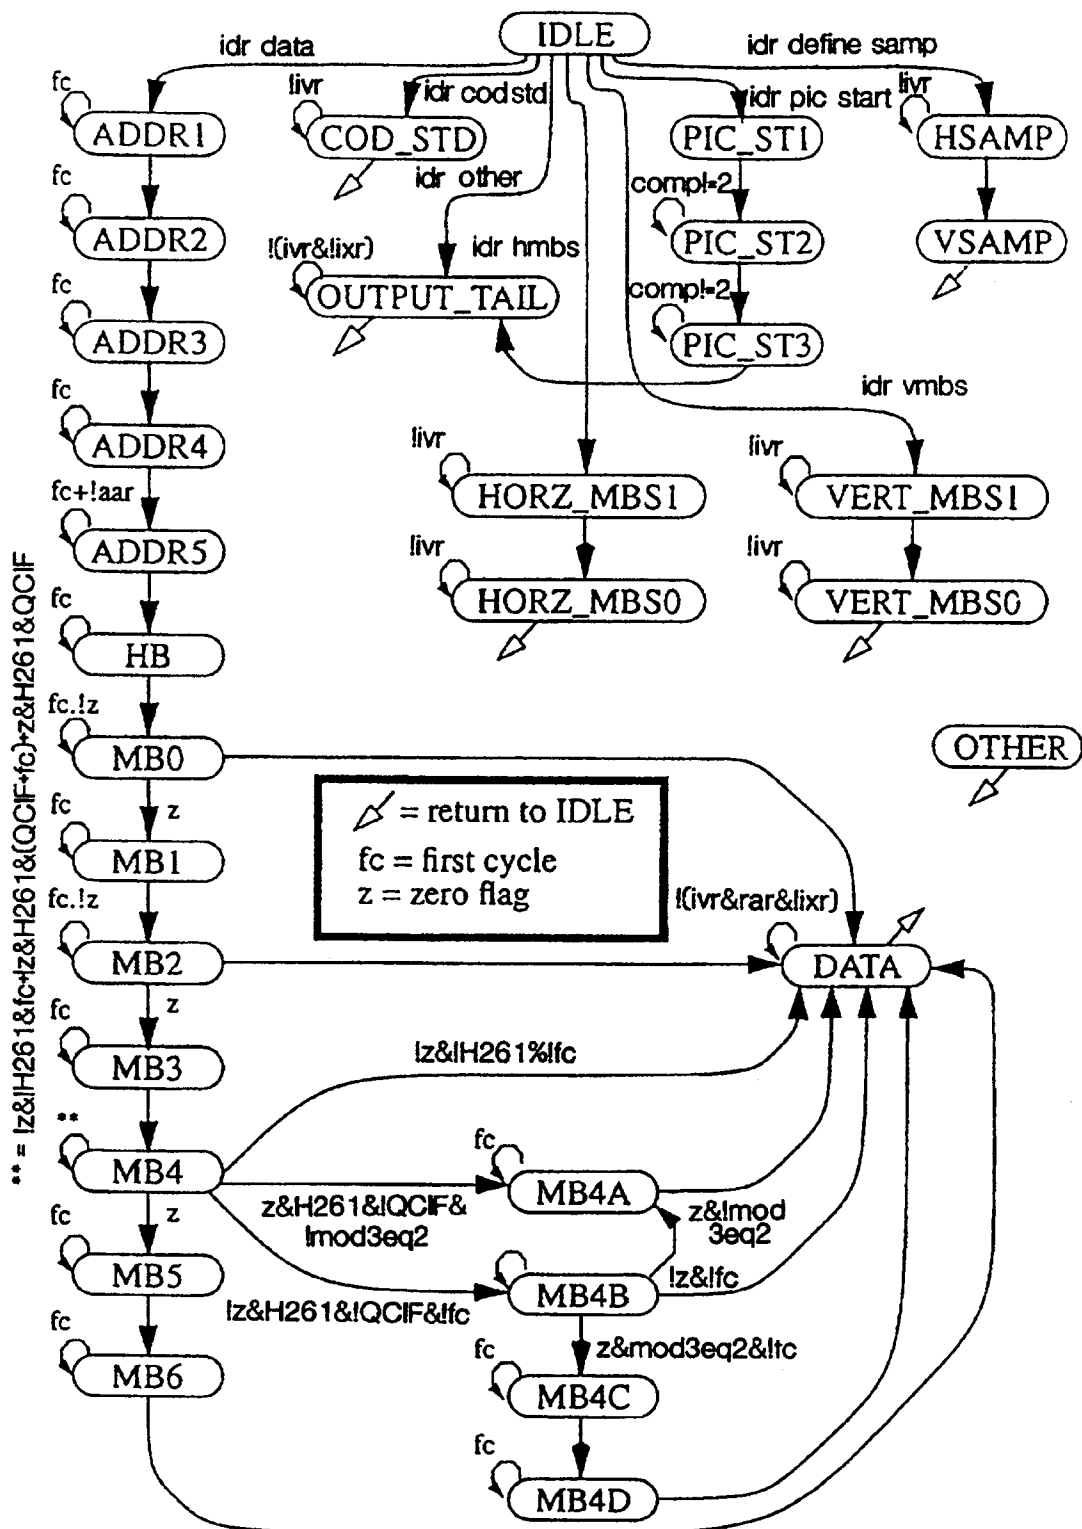 IDLE
idr data
idr define samp
fc
!ivr
idr codstd
idr pic start
!ivr
ADDR1
COD_STD
PIC_ST1
HSAMP
fc
idr other
comp!=2
ADDR2
PIC_ST2
VSAMP
!(ivr&!ixr)
idr hmbs
fc
OUTPUT_TAIL
comp!=2
ADDR3
PIC_ST3
fc
idr vmbs
ADDR4
!ivr
!ivr
fc+!aar
HORZ_MBS1
VERT_MBS1
ADDR5
!ivr
!ivr
fc
HORZ_MBS0
VERT_MBS0
HB
fc.!z
MB0
OTHER
fc
z
= return to IDLE
MB1
fc = first cycle
fc.!z
z = zero flag
!(ivr&rar&!ixr)
MB2
DATA
fc
z
MB3
!z&!H261%!fc
**
MB4
fc
MB4A
fc
z
z&H261&!QCIF&
!mod3eq2
z&!mod
3eq2
MB5
MB4B
!z&!fc
fc
!z&H261&!QCIF&!fc
z&mod3eq2&!fc
MB6
fc
MB4C
fc
MB4D
** = !z&!H261&fc+!z&H261&(QCIF+fc)+z&H261&QCIF